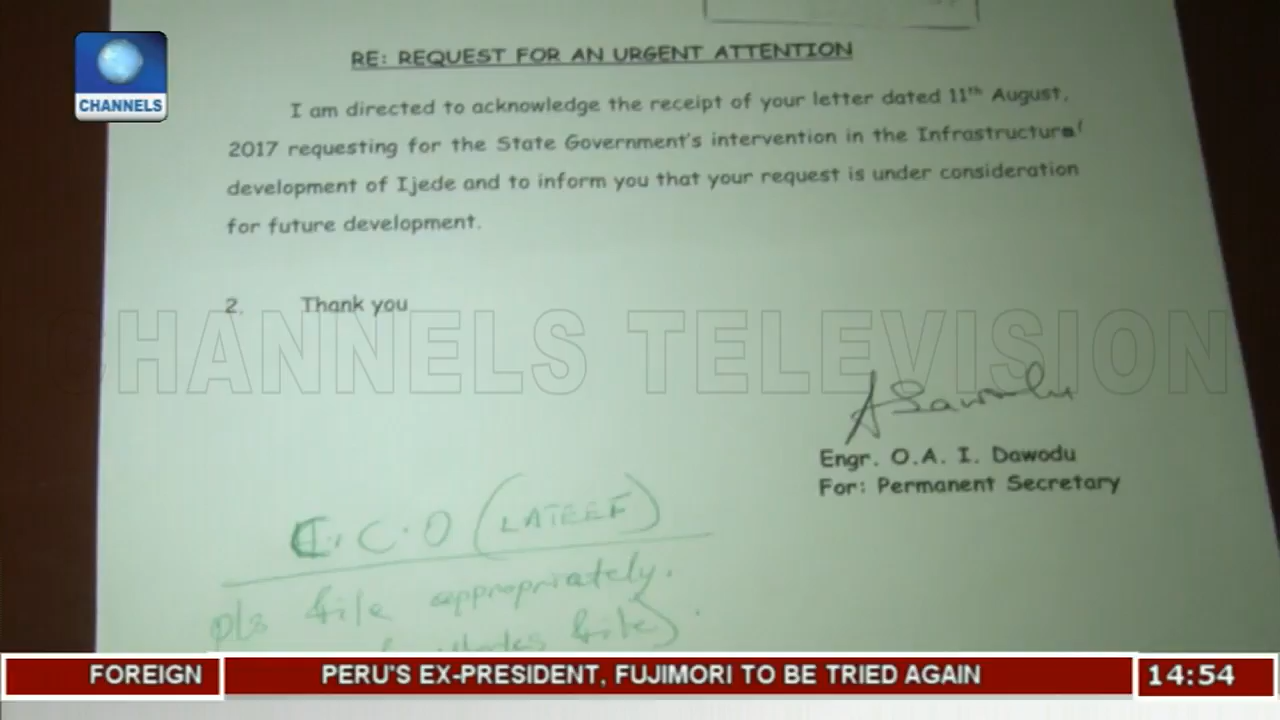 CHANNELS
RE: REQUEST FOR AN URGENT ATTENTION
I am directed to acknowledge the receipt of your letter dated 11th August,
2017 requesting for the State Government's intervention in the Infrastructural
development of Ijede and to inform you that your request is under consideration
for future development.
2. Thank you
CHANNELS TELEVISION
Engr. O.A. I. Dawodu
For: Permanent Secretary
C.O (LATEEF)
pls file appropriately.
file)
FOREIGN PERU'S EX-PRESIDENT, FUJIMORI TO BE TRIED AGAIN 14:54